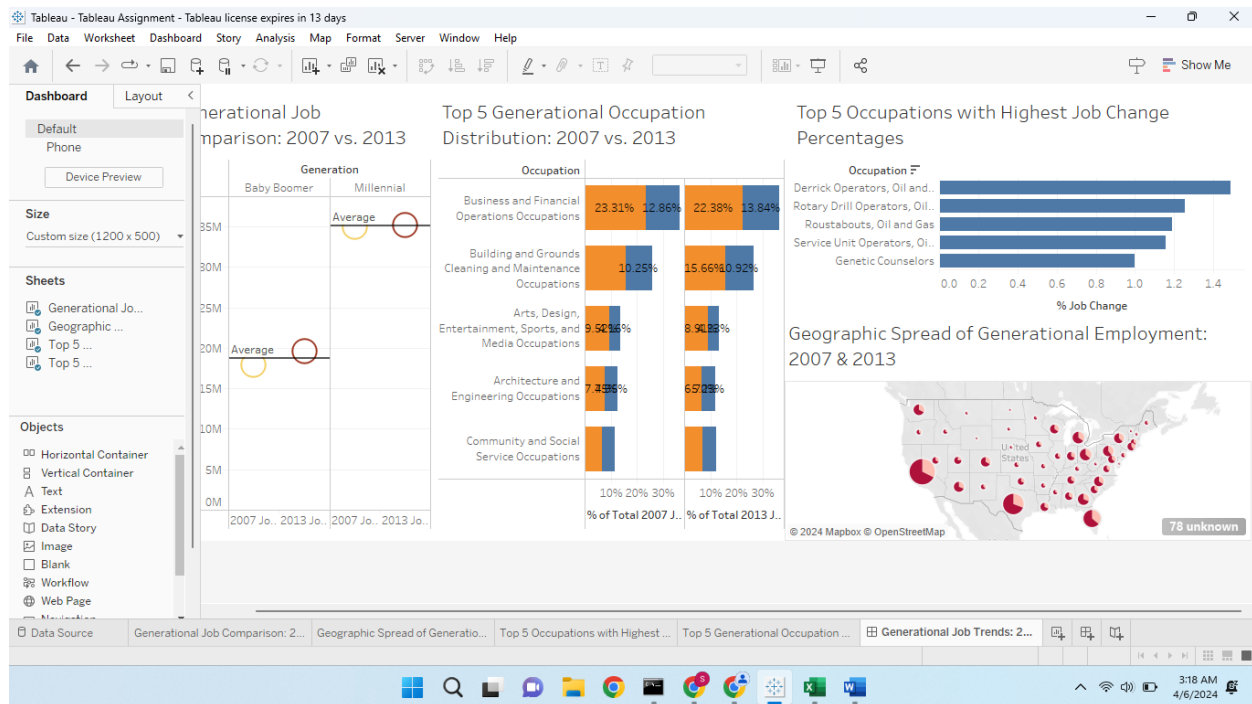 Tableau - Tableau Assignment - Tableau license expires in 13 days
File Data Worksheet Dashboard Story Analysis Map Format Server Window Help
Show Me
Dashboard Layout
Default
Phone
Device Preview
Size
Custom size (1200 x 500)
Sheets
Generational Jo...
Geographic ...
Top 5 ...
Top 5 ...
Objects
Horizontal Container
Vertical Container
Text
Extension
Data Story
Image
Blank
Workflow
Web Page
nerational Job
mparison: 2007 vs. 2013
Generation
Baby Boomer Millennial
35M
30M
25M
20M
15M
10M
5M
0M
Average
Average
2007 Jo.. 2013 Jo.. 2007 Jo.. 2013 Jo..
Top 5 Generational Occupation
Distribution: 2007 vs. 2013
Occupation
Business and Financial
Operations Occupations
23.31% 12.86% 22.38% 13.84%
Building and Grounds
Cleaning and Maintenance
Occupations
10.25% 15.66% 10.92%
Arts, Design,
Entertainment, Sports, and
Media Occupations
Architecture and
Engineering Occupations
Community and Social
Service Occupations
10% 20% 30% 10% 20% 30%
% of Total 2007 J.. % of Total 2013 J..
Top 5 Occupations with Highest Job Change
Percentages
Occupation
Derrick Operators, Oil and..
Rotary Drill Operators, Oil..
Roustabouts, Oil and Gas
Service Unit Operators, Oi..
Genetic Counselors
0.0 0.2 0.4 0.6 0.8 1.0 1.2 1.4
% Job Change
Geographic Spread of Generational Employment:
2007 & 2013
United
States
© 2024 Mapbox © OpenStreetMap
78 unknown
Data Source Generational Job Comparison: 2... Geographic Spread of Generatio... Top 5 Occupations with Highest ... Top 5 Generational Occupation ... Generational Job Trends: 2...
3:18 AM
4/6/2024